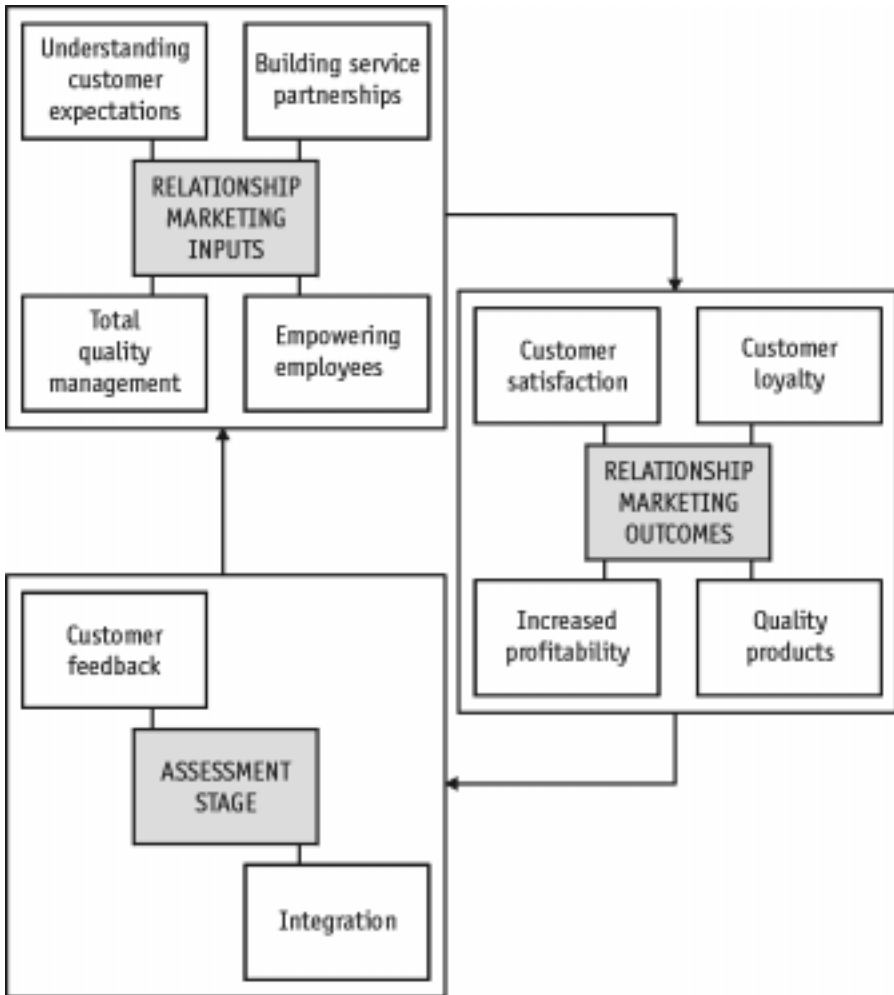 Understanding
customer
expectations
Building service
partnerships
RELATIONSHIP
MARKETING
INPUTS
Total
quality
management
Empowering
employees
Customer
satisfaction
Customer
loyalty
RELATIONSHIP
MARKETING
OUTCOMES
Increased
profitability
Quality
products
Customer
feedback
ASSESSMENT
STAGE
Integration